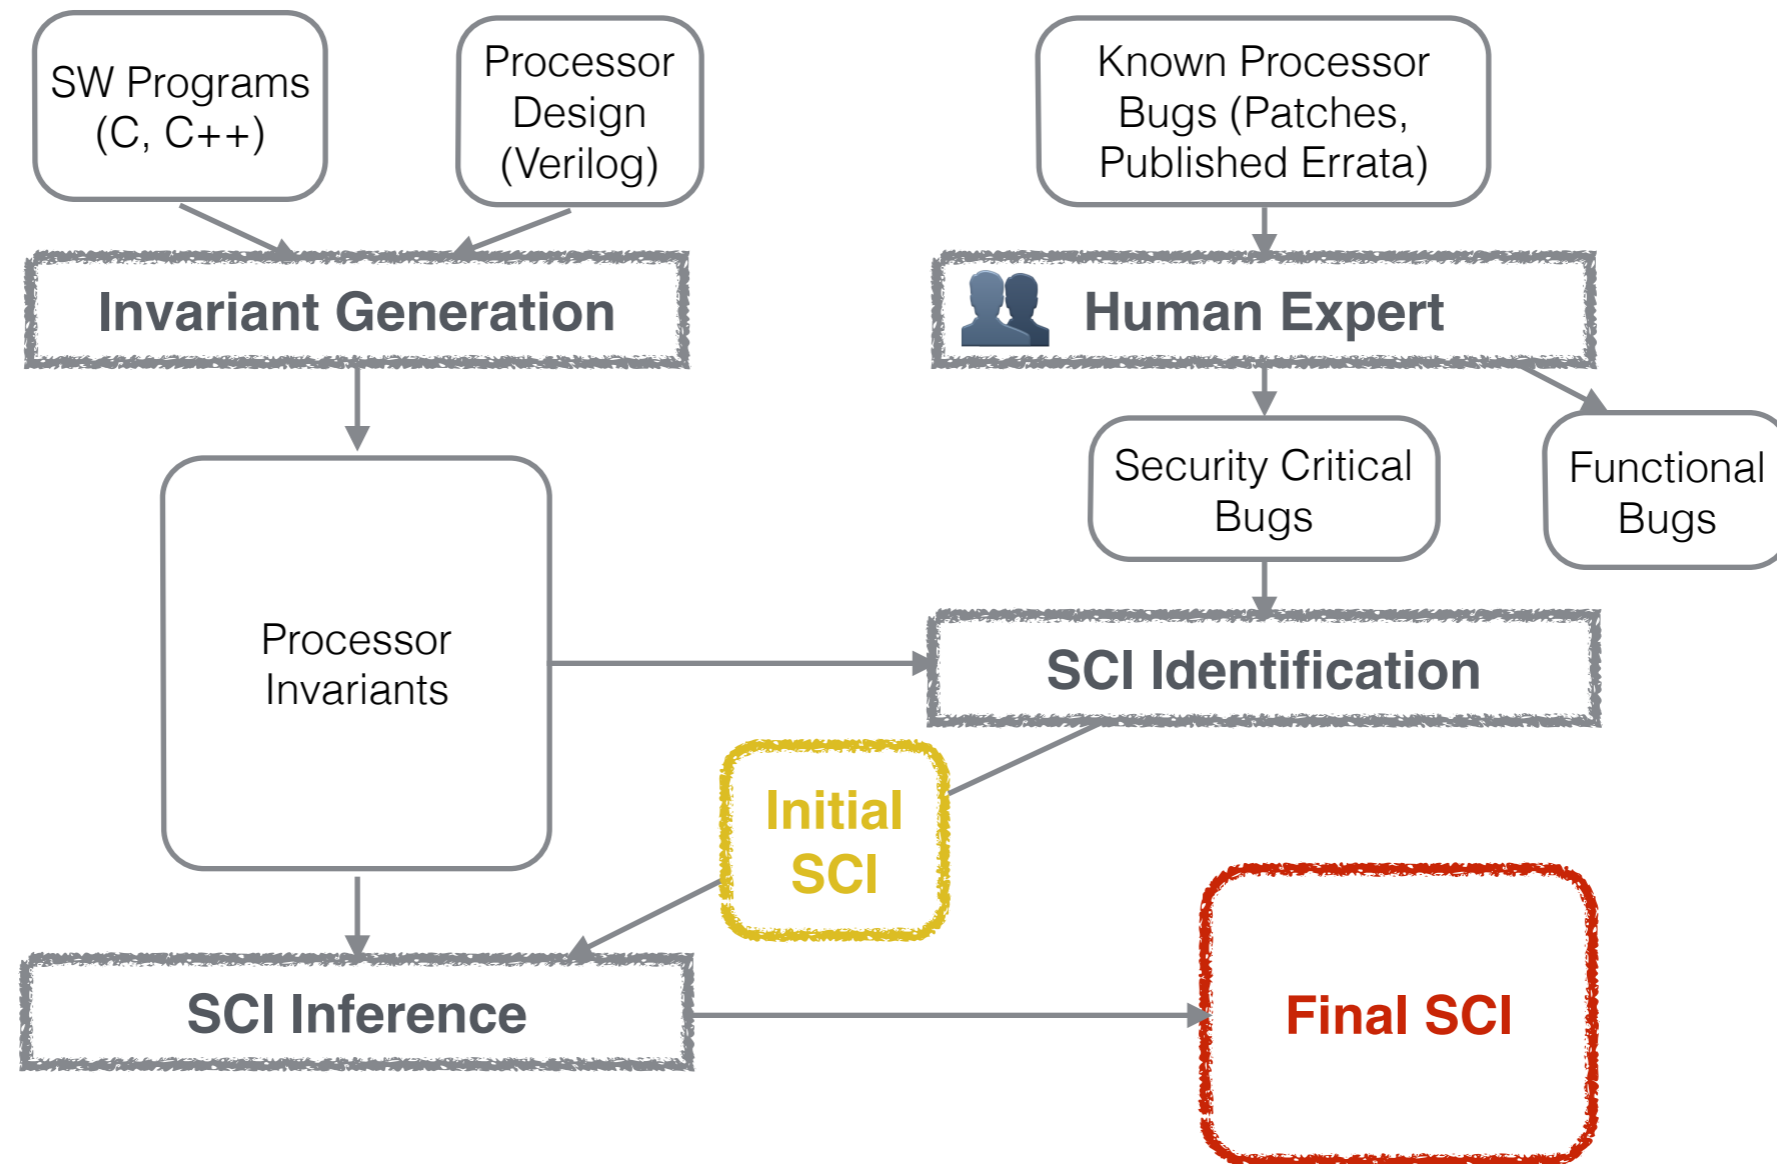 SW Programs
(C, C++)
Processor
Design
(Verilog)
Known Processor
Bugs (Patches,
Published Errata)
Invariant Generation
Human Expert
Security Critical
Bugs
Functional
Bugs
Processor
Invariants
SCI Identification
Initial
SCI
SCI Inference
Final SCI